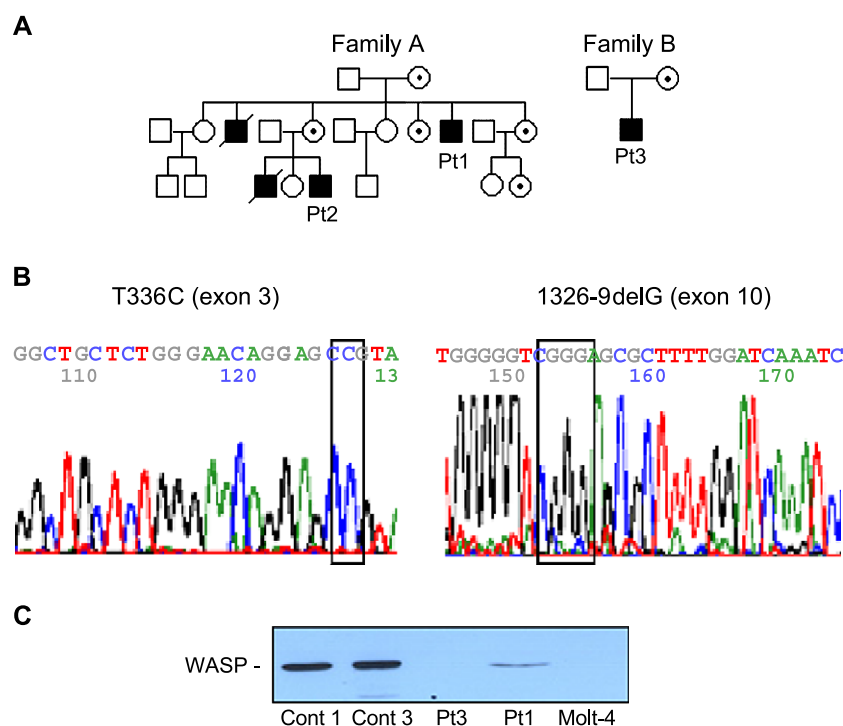 A
Family A
Family B
Pt1
Pt3
Pt2
B
T336C (exon 3)
1326-9delG (exon 10)
GGCTGCTCTGGGAACAGGAGCCGTA
TGGGGGTCGGGAGCGCTTTTGGATCAAATC
110 120 13
150 160 170
C
WASP -
Cont 1 Cont 3 Pt3 Pt1 Molt-4